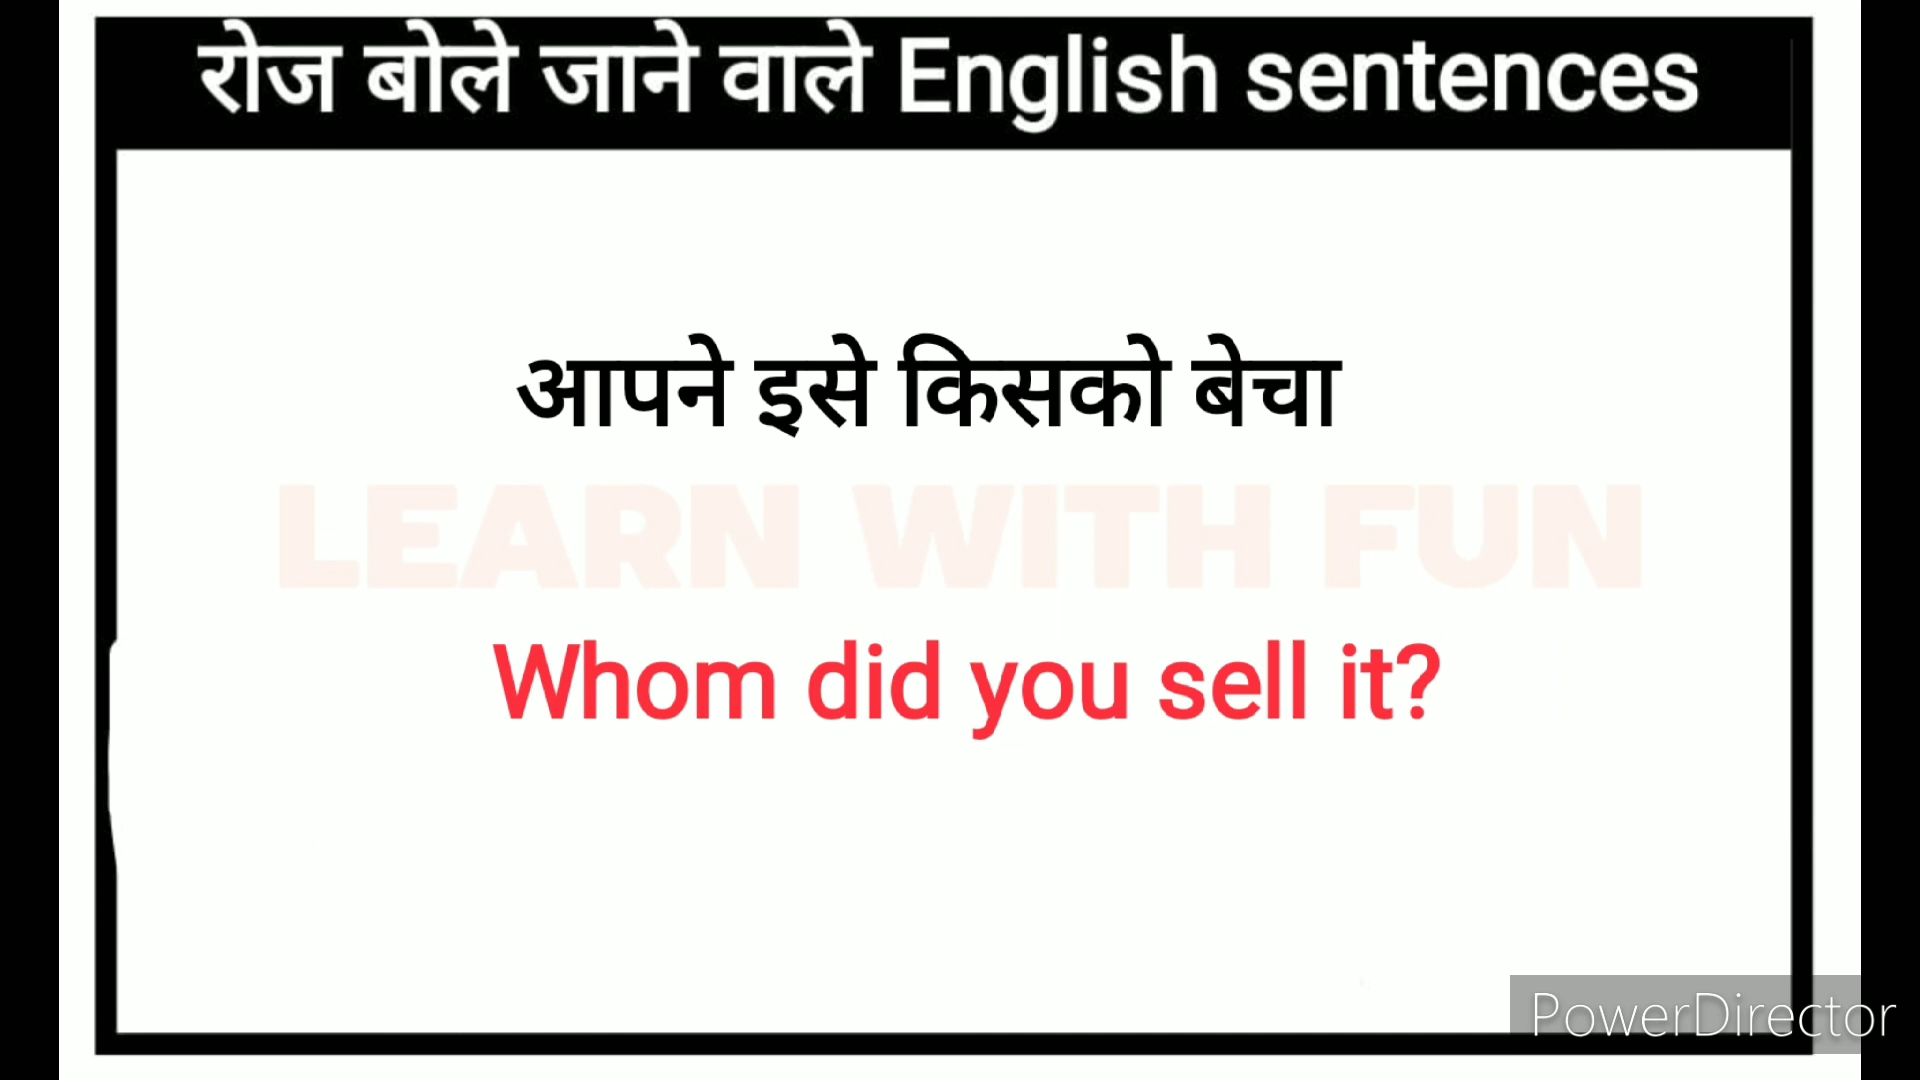 रोज बोले जाने वाले English sentences
आपने इसे किसको बेचा
LEARN WITH FUN
Whom did you sell it?
PowerDirector